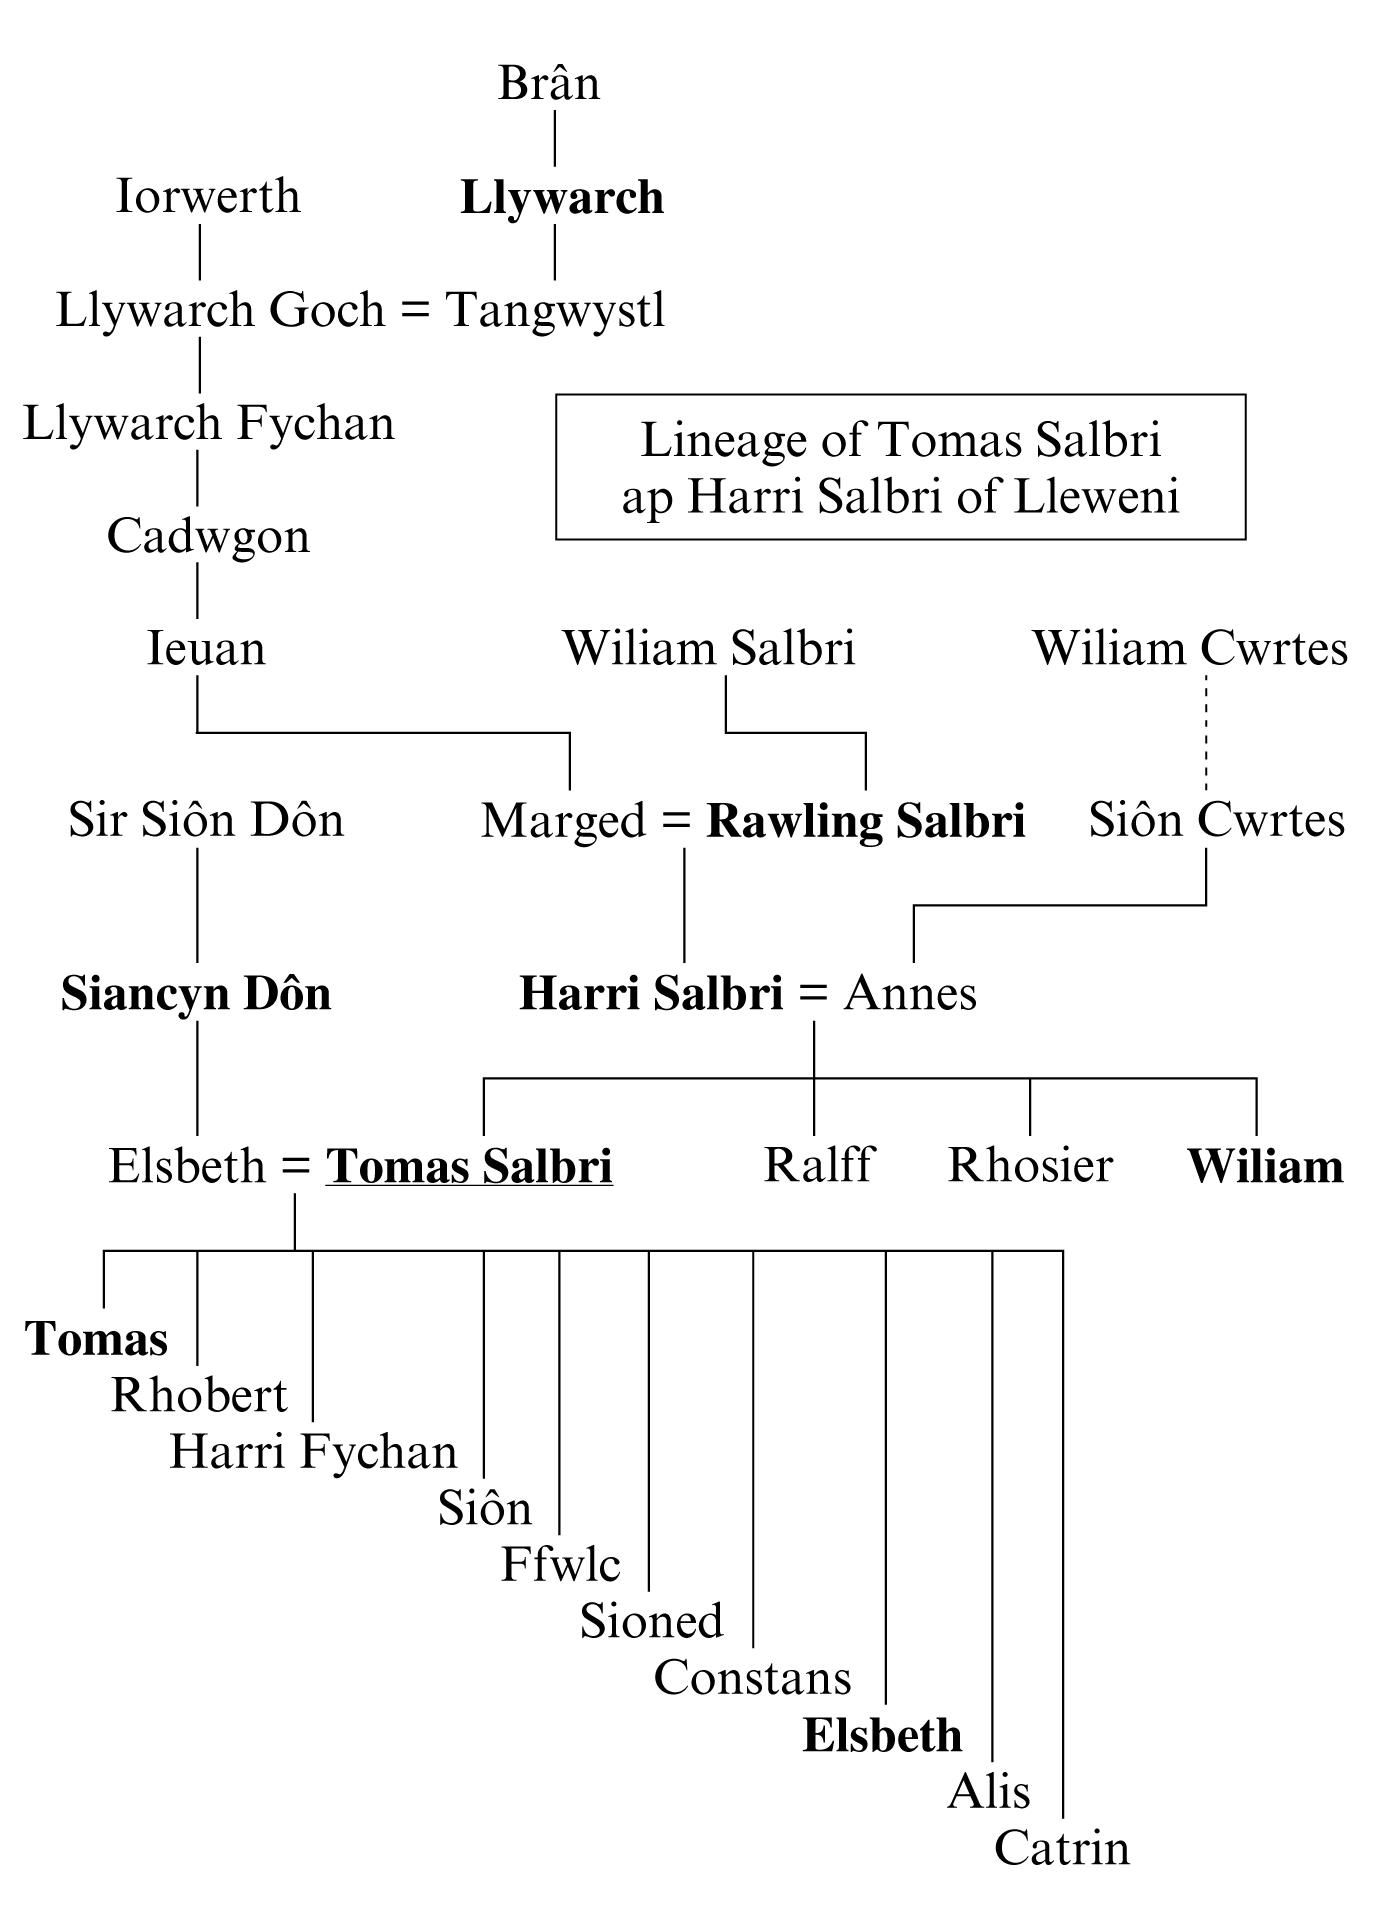 Brân
Iorwerth
Llywarch
Llywarch Goch = Tangwystl
Llywarch Fychan
Lineage of Tomas Salbri
ap Harri Salbri of Lleweni
Cadwgon
Ieuan
Wiliam Salbri
Wiliam Cwrtes
Sir Siôn Dôn
Marged = Rawling Salbri
Siôn Cwrtes
Siancyn Dôn
Harri Salbri = Annes
Elsbeth = Tomas Salbri
Ralff
Rhosier
Wiliam
Tomas
Rhobert
Harri Fychan
Siôn
Ffwlc
Sioned
Constans
Elsbeth
Alis
Catrin